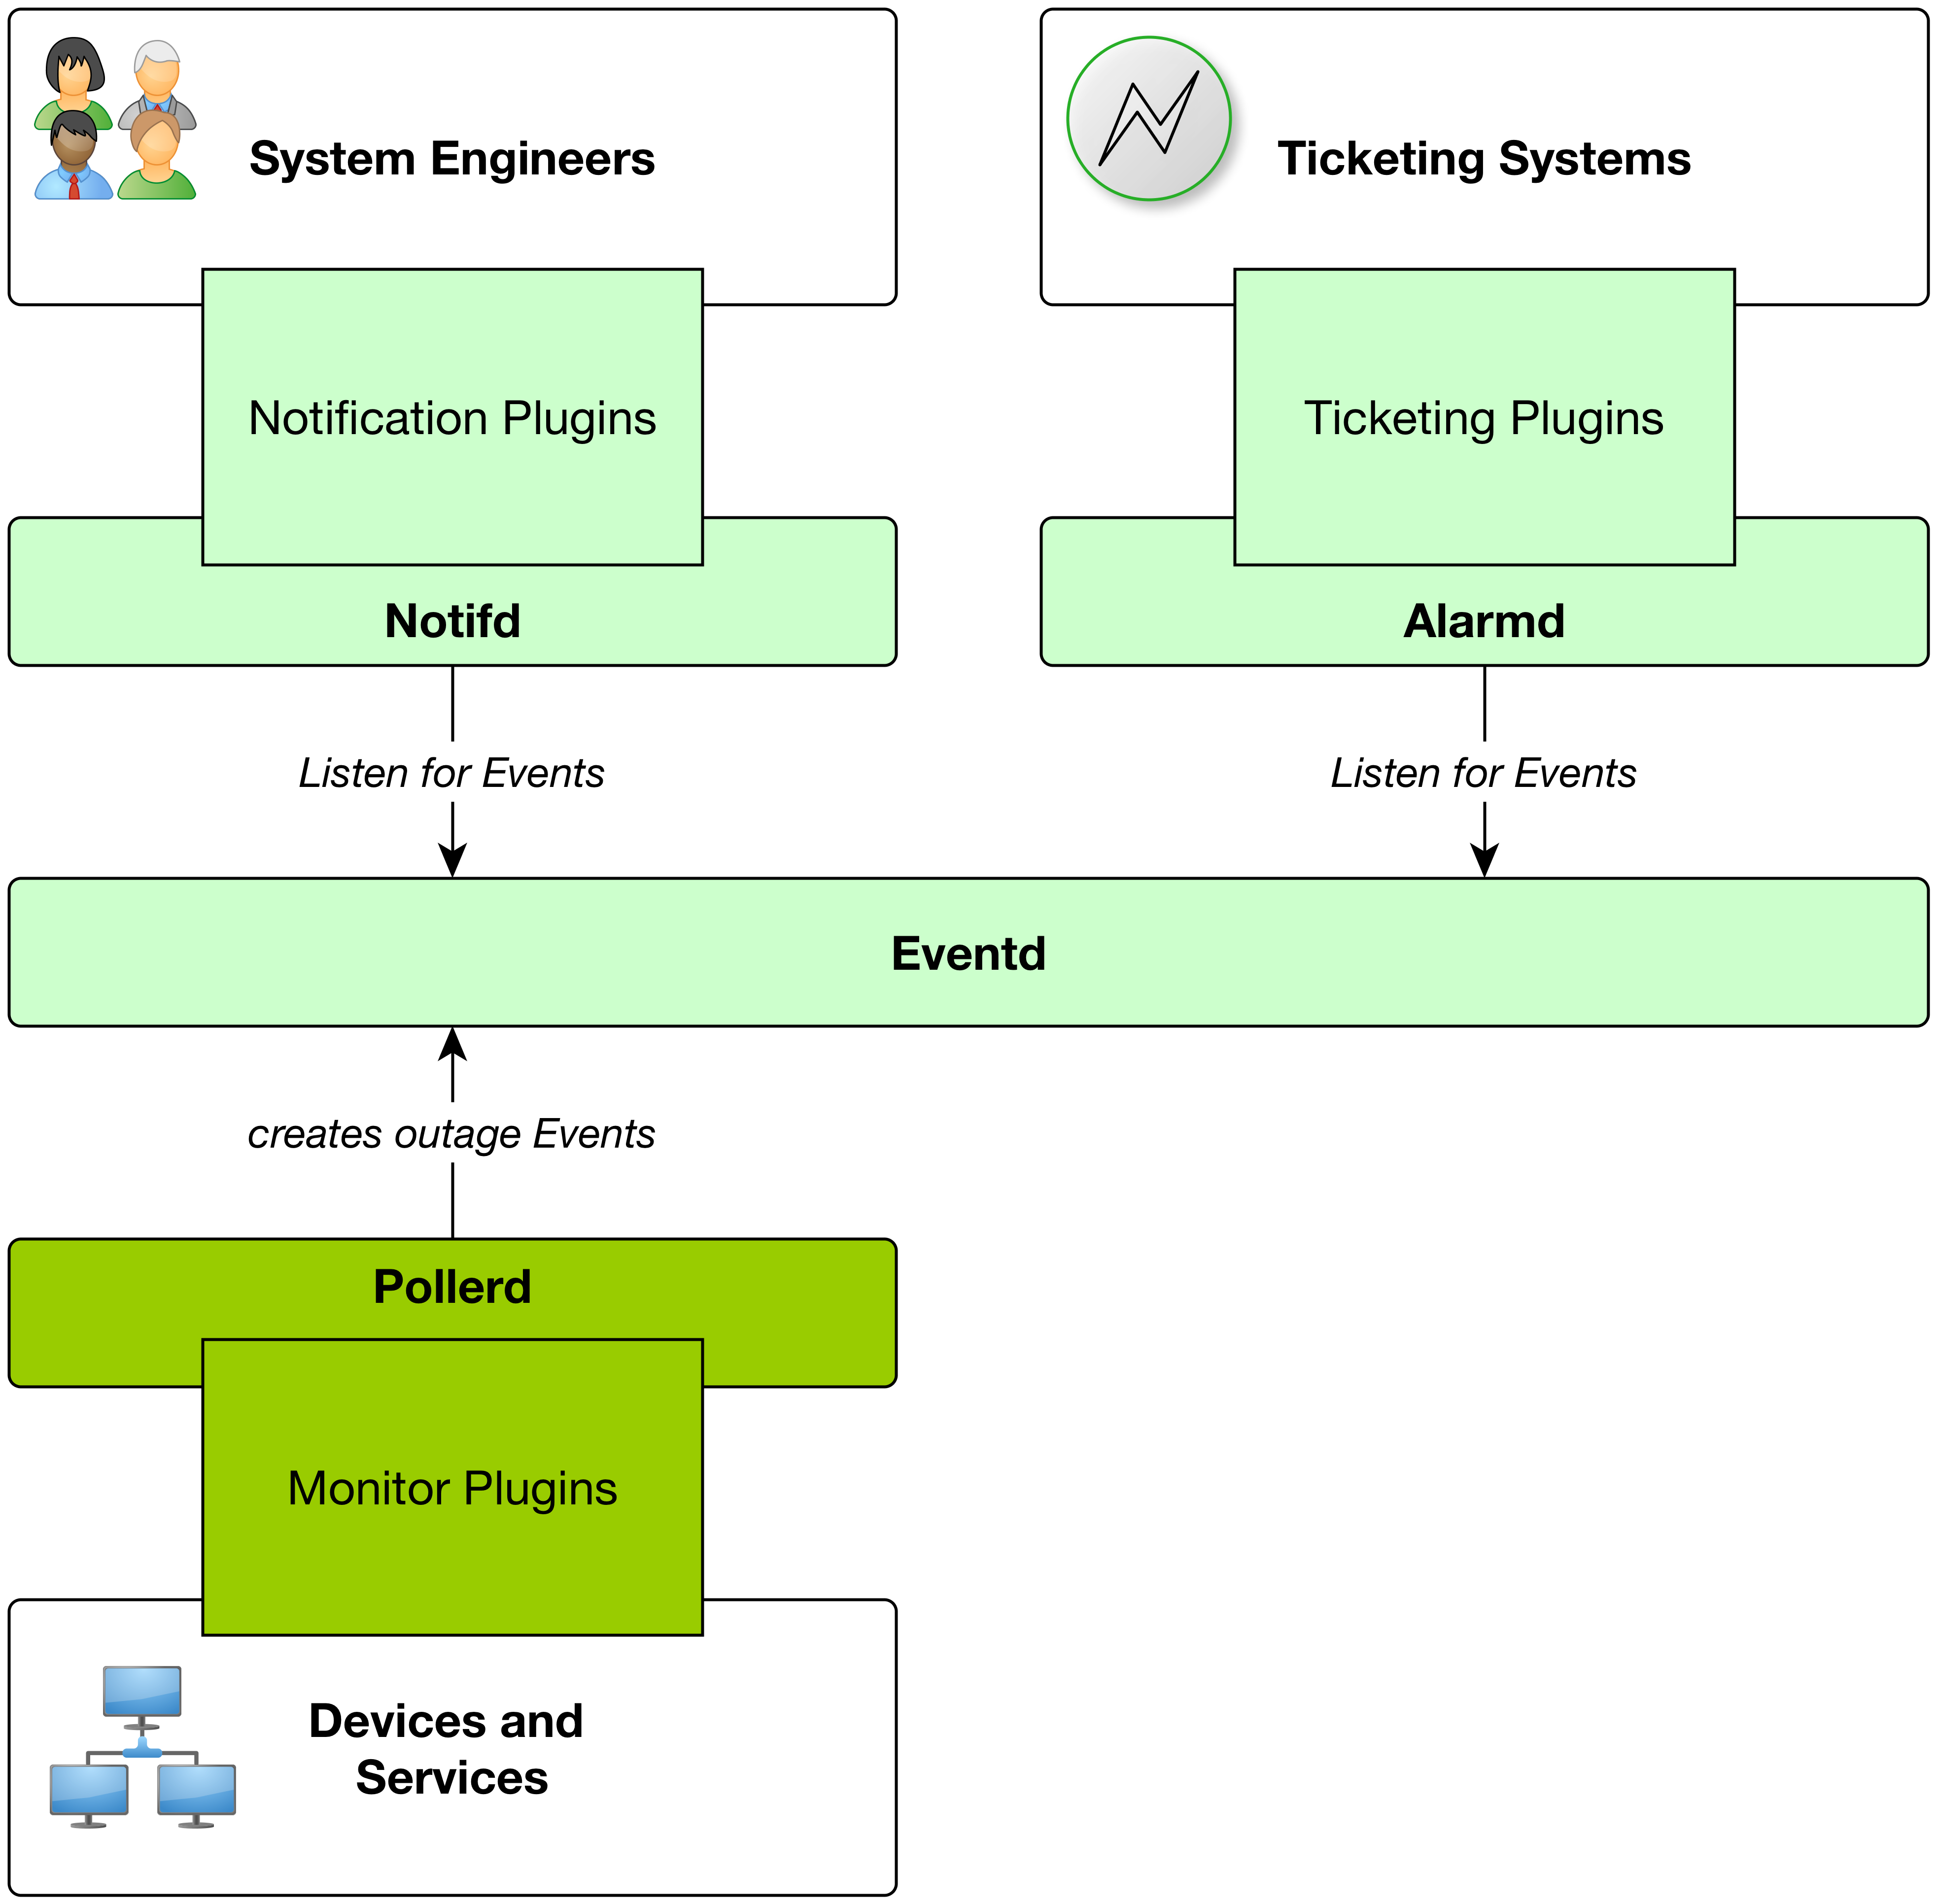 System Engineers
Ticketing Systems
Notification Plugins
Ticketing Plugins
Notifd
Alarmd
Listen for Events
Listen for Events
Eventd
creates outage Events
Pollerd
Monitor Plugins
Devices and
Services